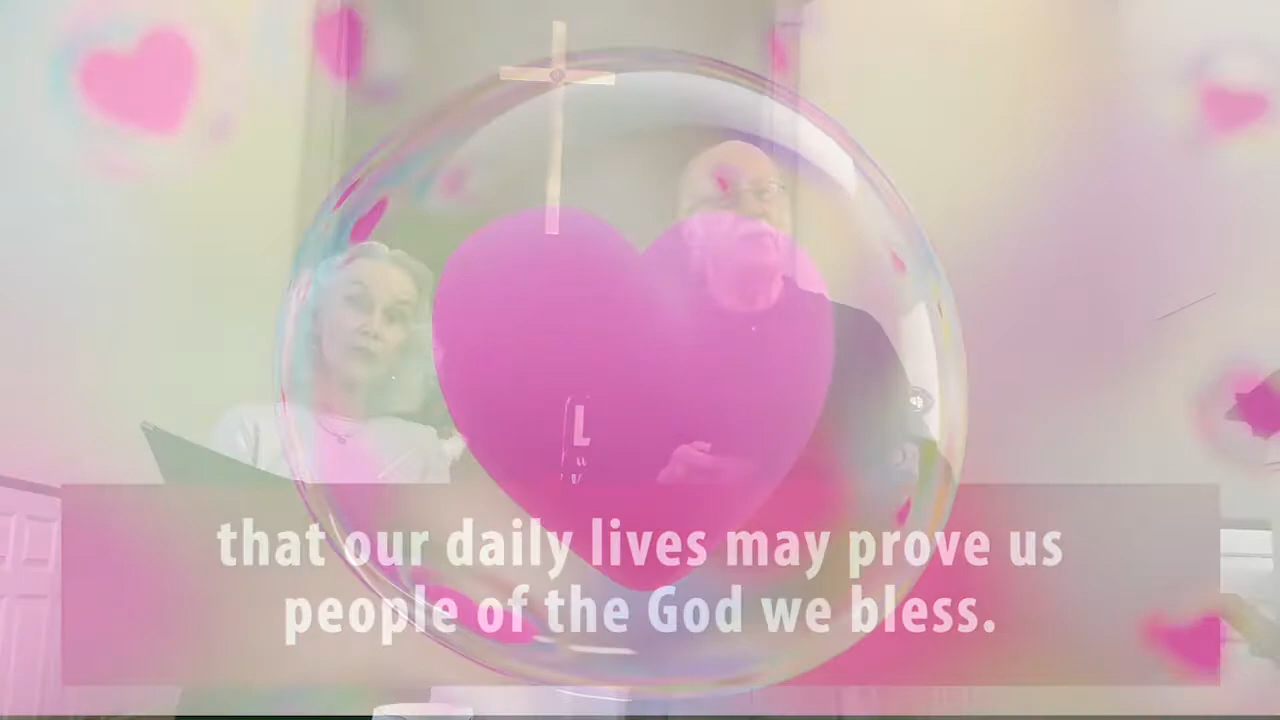 L
that our daily lives may prove us
people of the God we bless.